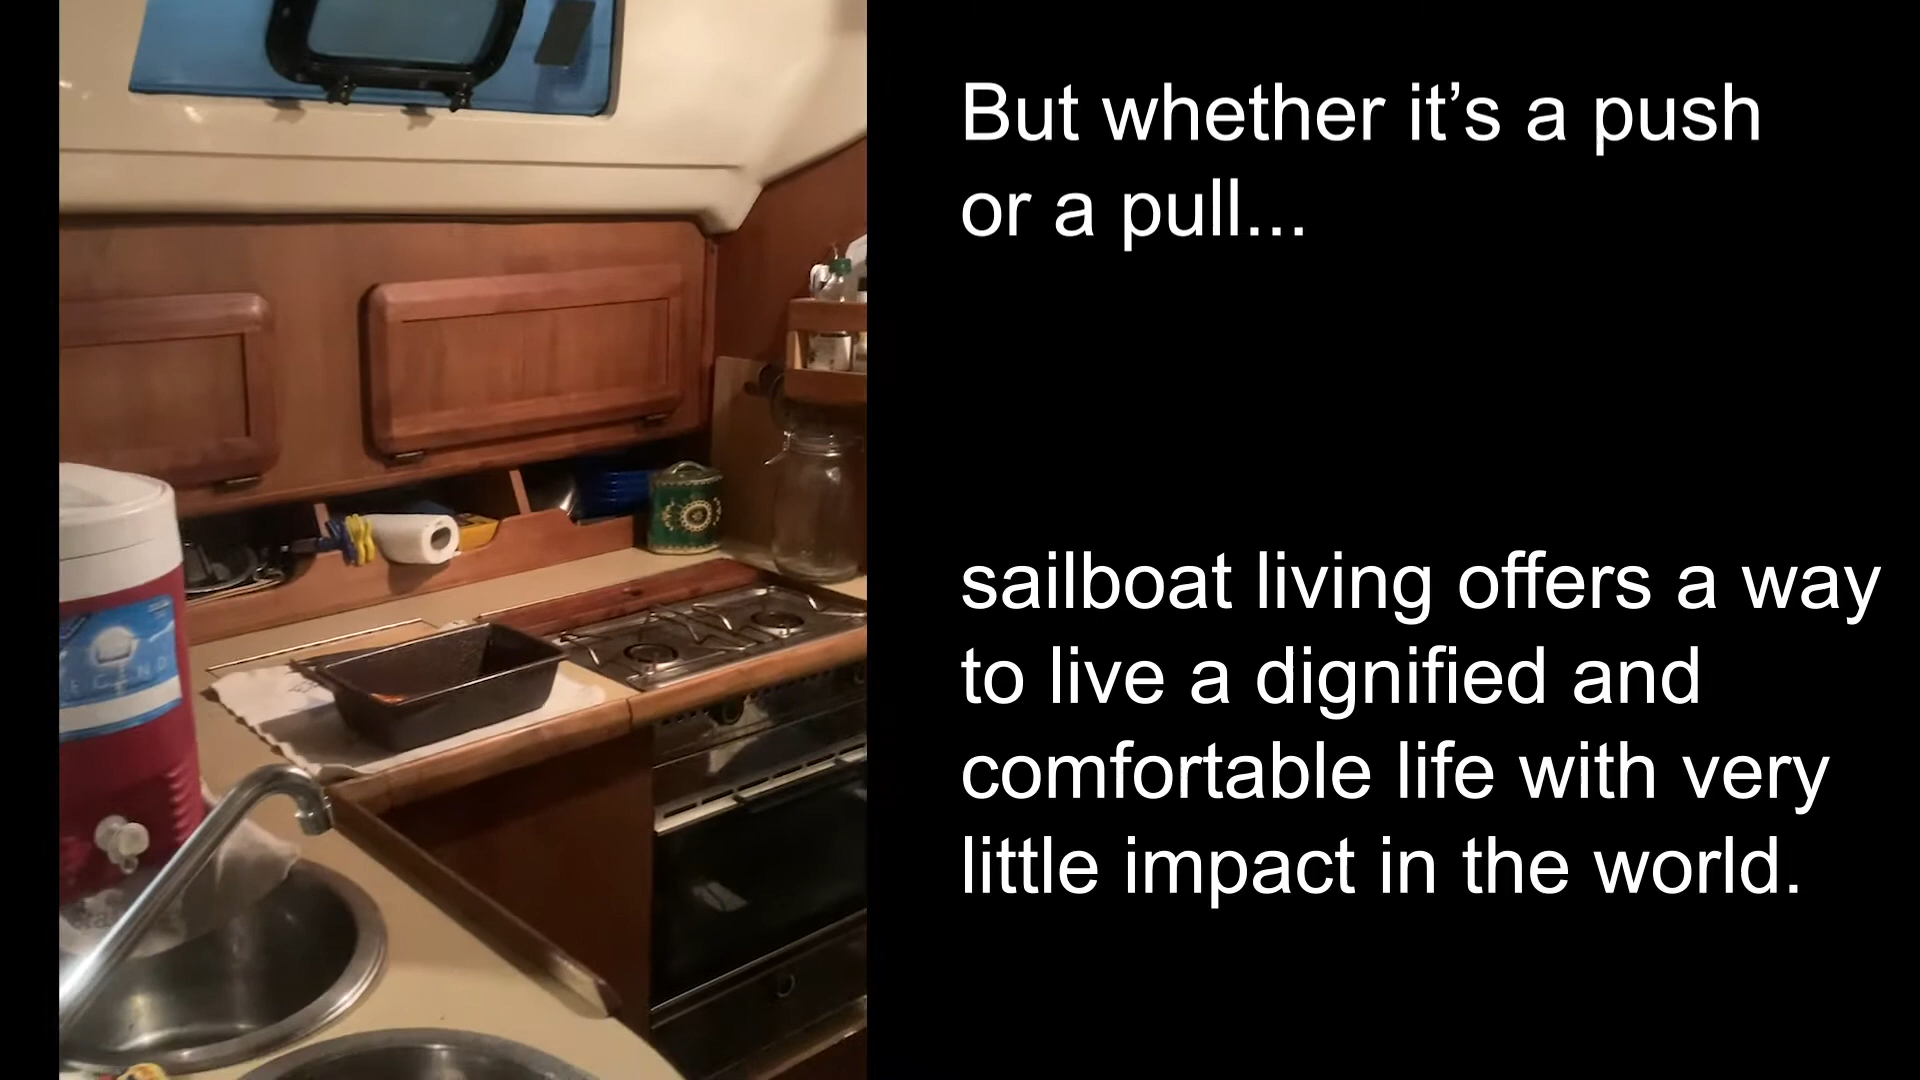 But whether it’s a push
or a pull...
sailboat living offers a way
to live a dignified and
comfortable life with very
little impact in the world.